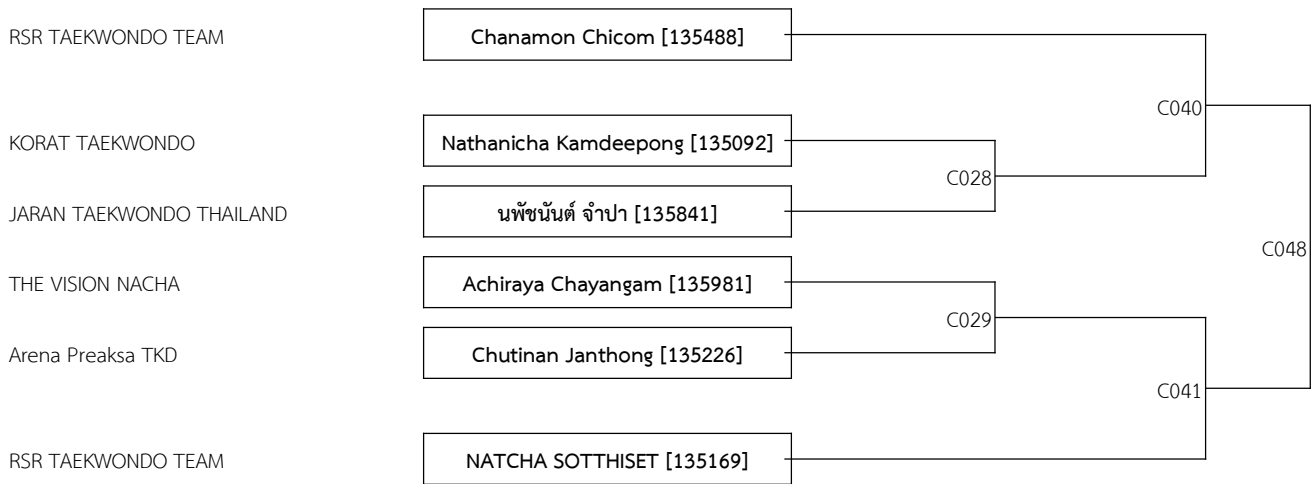 RSR TAEKWONDO TEAM Chanamon Chicom [135488]
C040
KORAT TAEKWONDO Nathanicha Kamdeepong [135092]
C028
JARAN TAEKWONDO THAILAND นพัชนันต์ จำปา [135841]
C048
THE VISION NACHA Achiraya Chayangam [135981]
C029
Arena Preaksa TKD Chutinan Janthong [135226]
C041
RSR TAEKWONDO TEAM NATCHA SOTTHISET [135169]